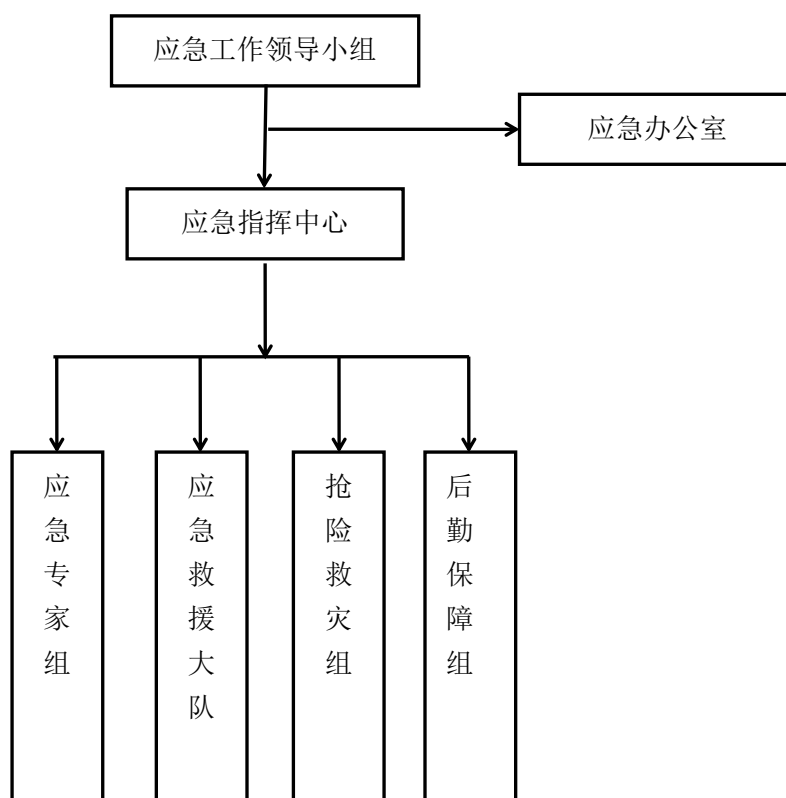 应急工作领导小组
应急办公室
应急指挥中心
应急专家组
应急救援大队
抢险救灾组
后勤保障组